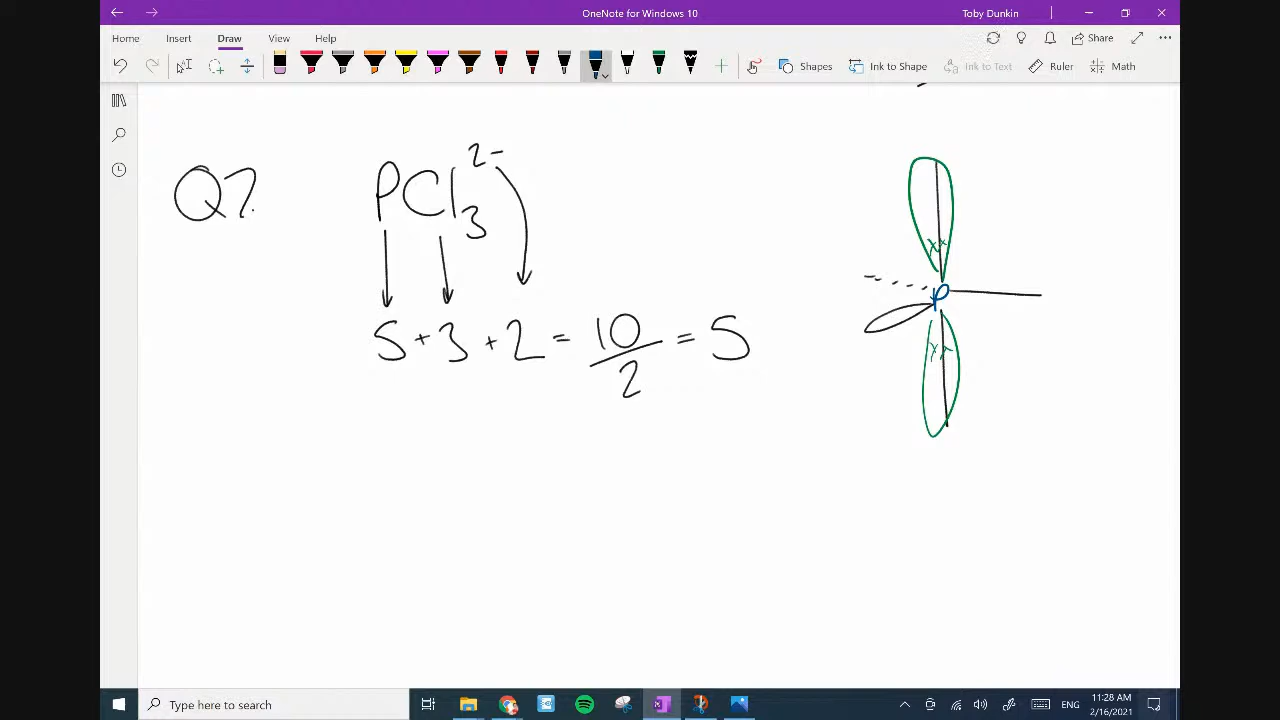 OneNote for Windows 10
Toby Dunkin
Home Insert Draw View Help
Share
Shapes Ink to Shape Ink to Text Ruler Math
Q7.
PCl3 2-
5 + 3 + 2 = 10/2 = 5
xx
P
xx
Type here to search
ENG
11:28 AM
2/16/2021